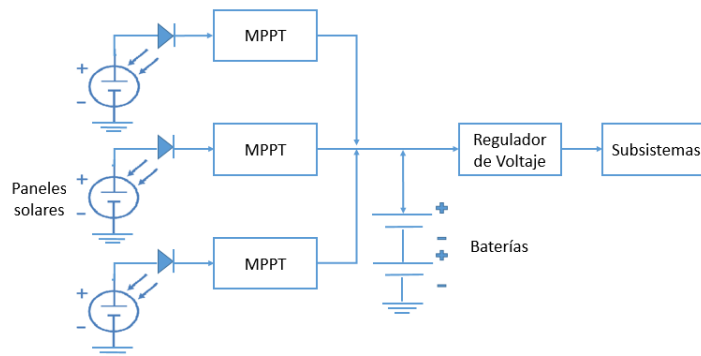 MPPT
+
−
MPPT
Regulador
de Voltaje
Subsistemas
Paneles
solares
+
−
MPPT
+
−
+
−
Baterías
+
−